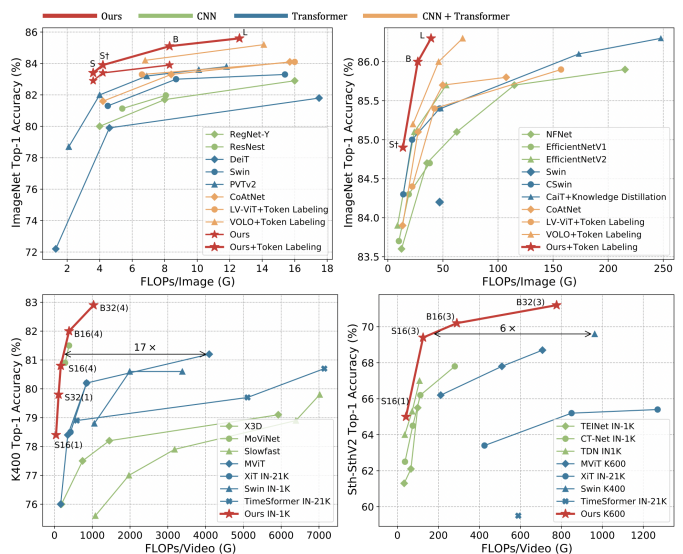 Ours CNN Transformer CNN + Transformer
ImageNet Top-1 Accuracy (%)
86
84
82
80
78
76
74
72
2 4 6 8 10 12 14 16 18
FLOPs/Image (G)
S
S†
B
L
RegNet-Y
ResNest
DeiT
Swin
PVTv2
CoAtNet
LV-ViT+Token Labeling
VOLO+Token Labeling
Ours
Ours+Token Labeling
ImageNet Top-1 Accuracy (%)
86.0
85.5
85.0
84.5
84.0
83.5
0 50 100 150 200 250
FLOPs/Image (G)
L
B
S†
NFNet
EfficientNetV1
EfficientNetV2
Swin
CSwin
CaiT+Knowledge Distillation
CoAtNet
LV-ViT+Token Labeling
VOLO+Token Labeling
Ours+Token Labeling
K400 Top-1 Accuracy (%)
83
82
81
80
79
78
77
76
0 1000 2000 3000 4000 5000 6000 7000
FLOPs/Video (G)
B32(4)
B16(4)
17 ×
S16(4)
S32(1)
S16(1)
X3D
MoViNet
Slowfast
MViT
XiT IN-21K
Swin IN-1K
TimeSformer IN-21K
Ours IN-1K
Sth-SthV2 Top-1 Accuracy (%)
70
68
66
64
62
60
0 200 400 600 800 1000 1200
FLOPs/Video (G)
B32(3)
B16(3)
S16(3)
6 ×
S16(1)
TEINet IN-1K
CT-Net IN-1K
TDN IN1K
MViT K600
XiT IN-21K
Swin K400
TimeSformer IN-21K
Ours K600